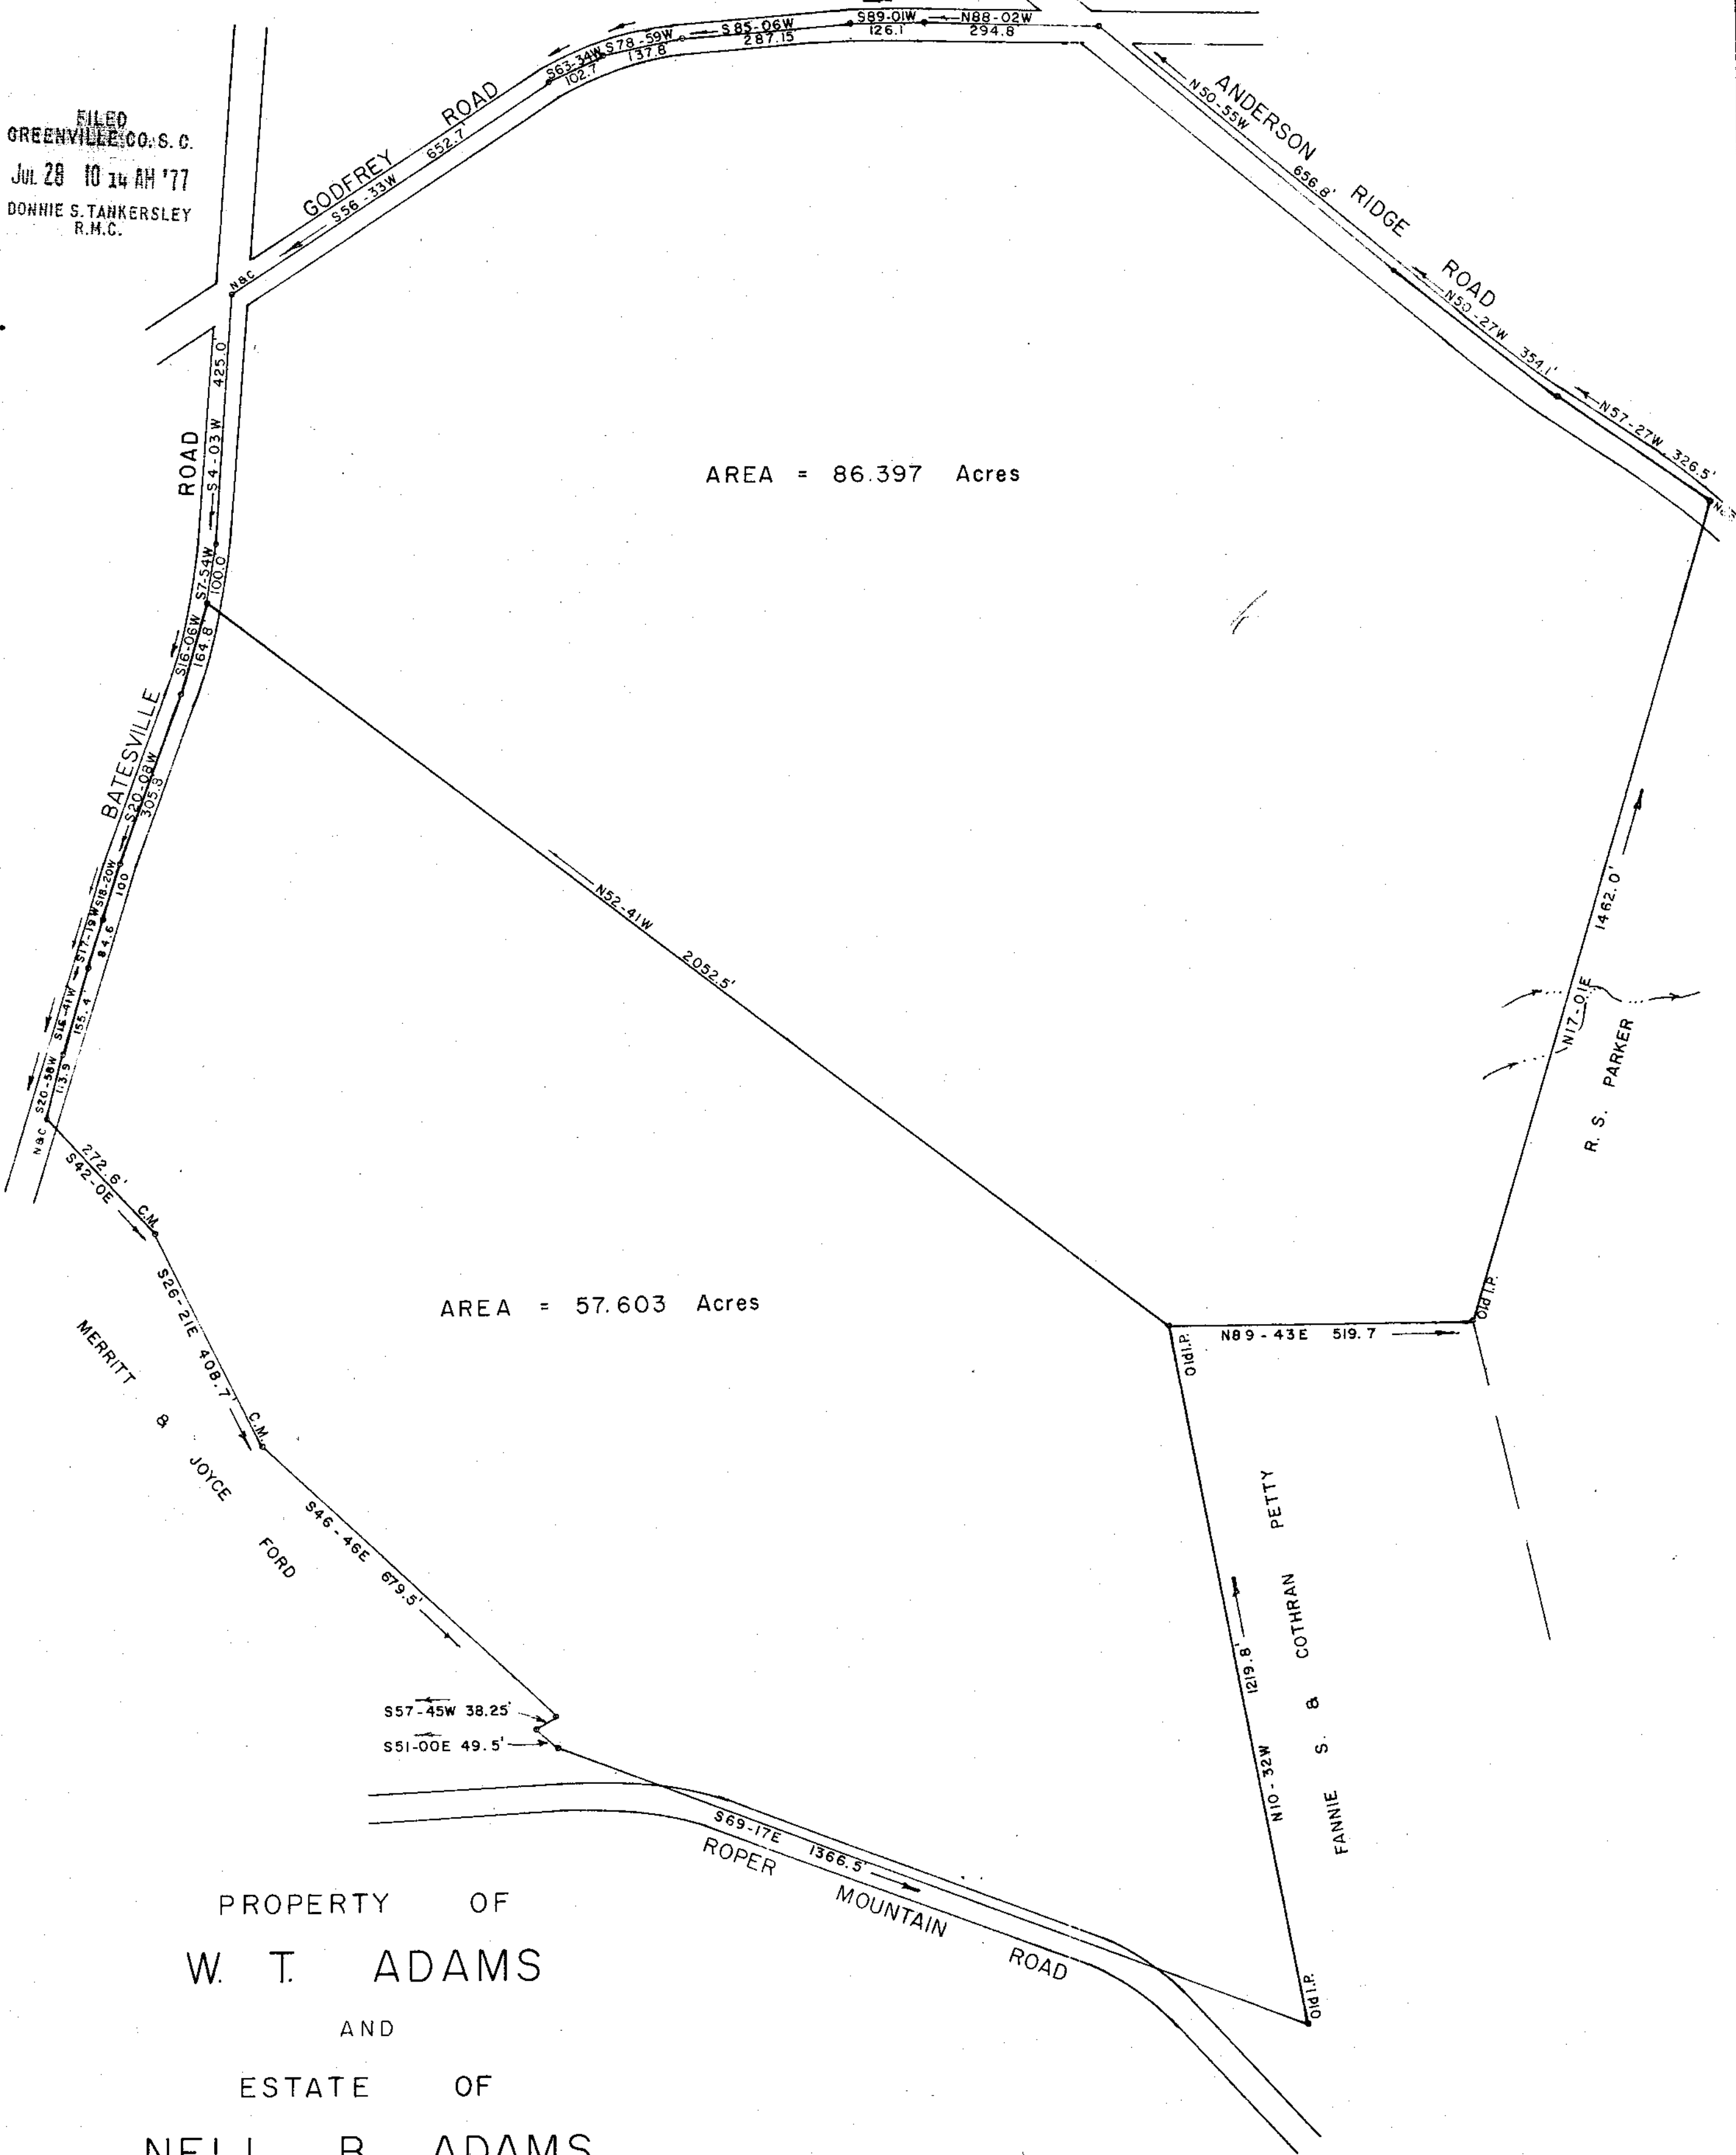 FILED
GREENVILLE CO. S. C.
JUL 28 10 14 AM '77
DONNIE S. TANKERSLEY
R.M.C.
S89-01W
126.1
N88-02W
294.8
S 85-06W
287.15
S78-59W
137.8
S63-34W
102.7
GODFREY ROAD
652.7'
S56-33W
N&C
ANDERSON RIDGE ROAD
N50-55W
656.8'
N50-27W 354.1'
N57-27W 326.5'
425.0'
S4-03W
ROAD
S7-54W
100.0'
AREA = 86.397 Acres
S16-06W
164.8'
BATESVILLE
S20-08W
305.8
S18-20W
100
S17-19W
84.6
155.4'
S20-58W
113.9
N&C
N52-41W 2052.5'
1462.0'
N17-01E
R. S. PARKER
272.6'
S42-0E
C.M.
S26-21E 408.7'
C.M.
MERRITT & JOYCE FORD
AREA = 57.603 Acres
Old I.P.
N89-43E 519.7
Old I.P.
S46-46E 679.5'
S57-45W 38.25'
S51-00E 49.5'
1219.8'
N10-32W
FANNIE S. & COTHRAN PETTY
S69-17E 1366.5'
ROPER MOUNTAIN ROAD
Old I.P.
PROPERTY OF
W. T. ADAMS
AND
ESTATE OF
NELL B. ADAMS